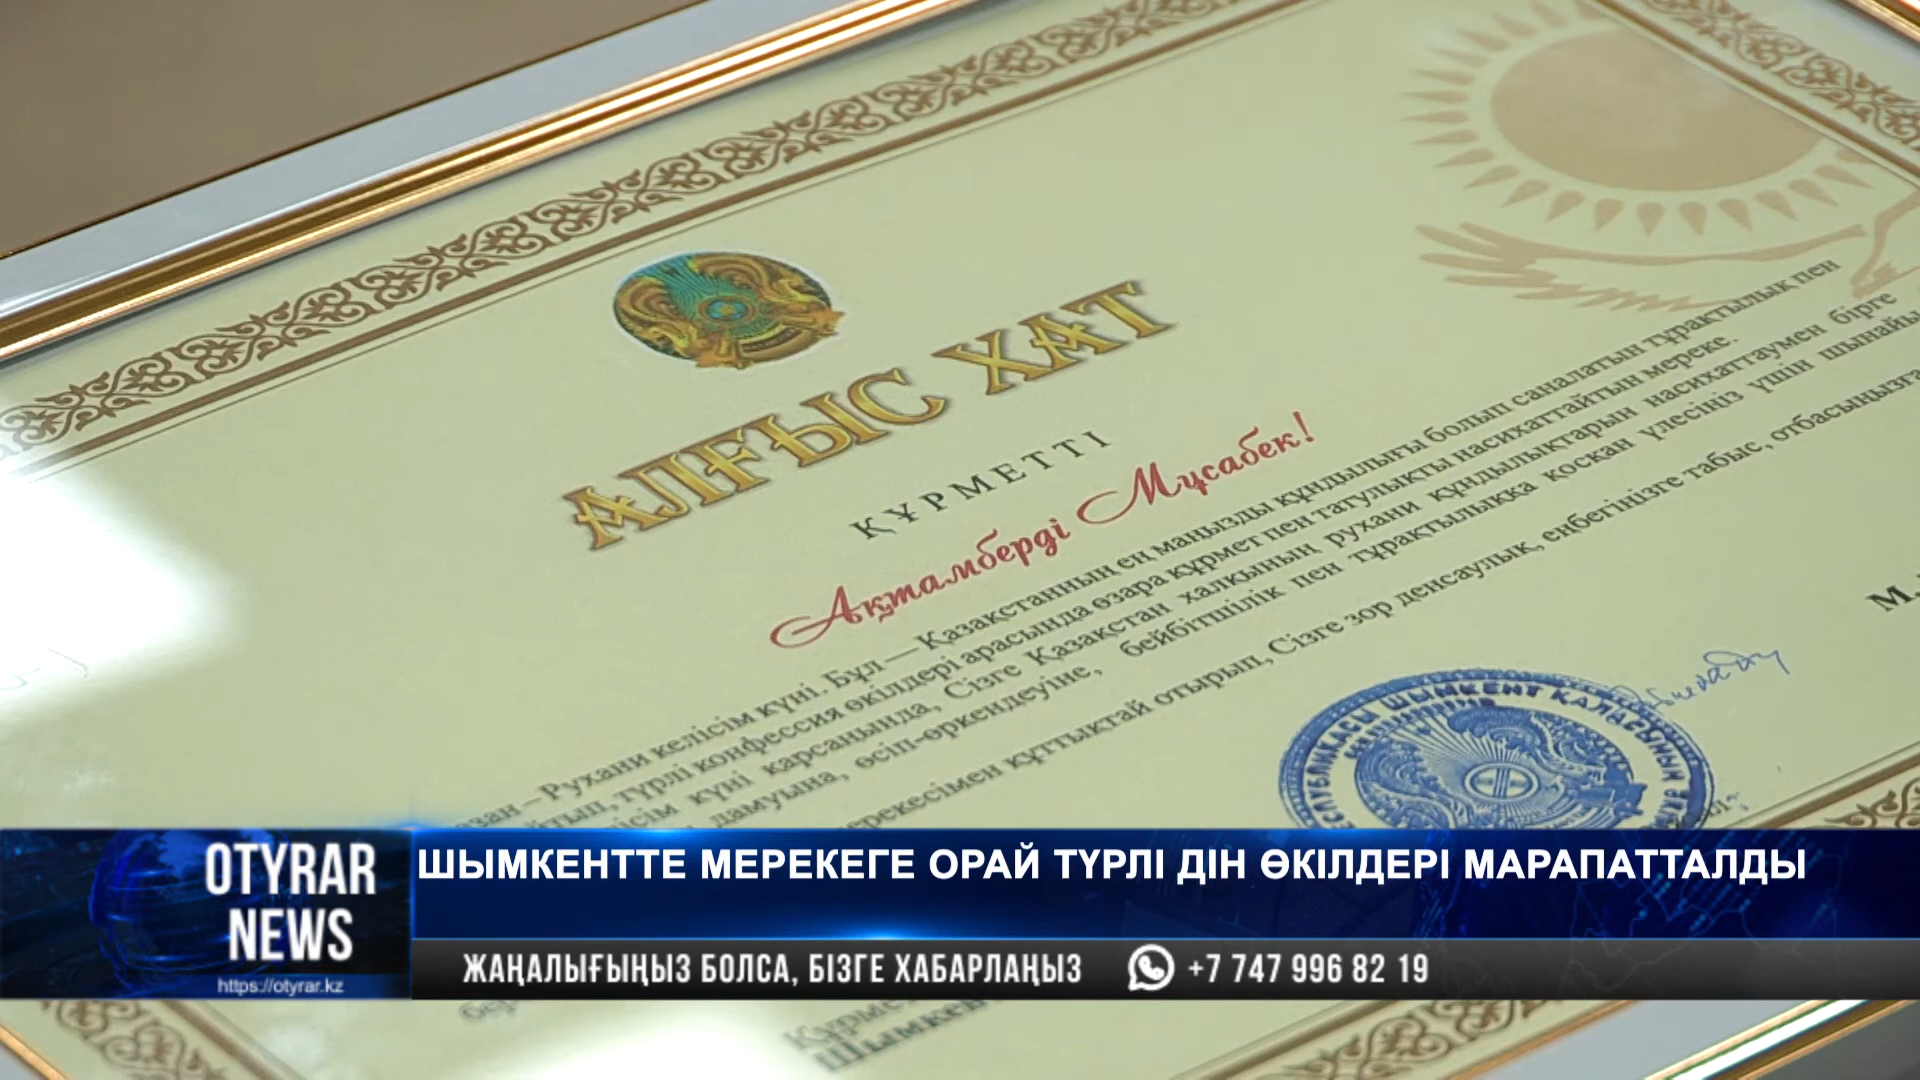 АЛҒЫС ХАТ
ҚҰРМЕТТІ
Ақтамберді Мұсабек!
– Рухани келісім күні. Бұл — Қазақстанның ең маңызды құндылығы болып саналатын тұрақтылық пен
түрлі конфессия өкілдері арасында өзара құрмет пен татулықты насихаттайтын мереке.
күні қарсаңында, Сізге Қазақстан халқының рухани құндылықтарын насихаттаумен бірге
дамуына, өсіп-өркендеуіне, бейбітшілік пен тұрақтылыққа қосқан үлесіңіз үшін шынайы
мерекесімен құттықтай отырып, Сізге зор денсаулық, еңбегіңізге табыс, отбасыңызға
ШЫМКЕНТ ҚАЛАСЫНЫҢ
OTYRAR
NEWS
https://otyrar.kz
ШЫМКЕНТТЕ МЕРЕКЕГЕ ОРАЙ ТҮРЛІ ДІН ӨКІЛДЕРІ МАРАПАТТАЛДЫ
ЖАҢАЛЫҒЫҢЫЗ БОЛСА, БІЗГЕ ХАБАРЛАҢЫЗ +7 747 996 82 19